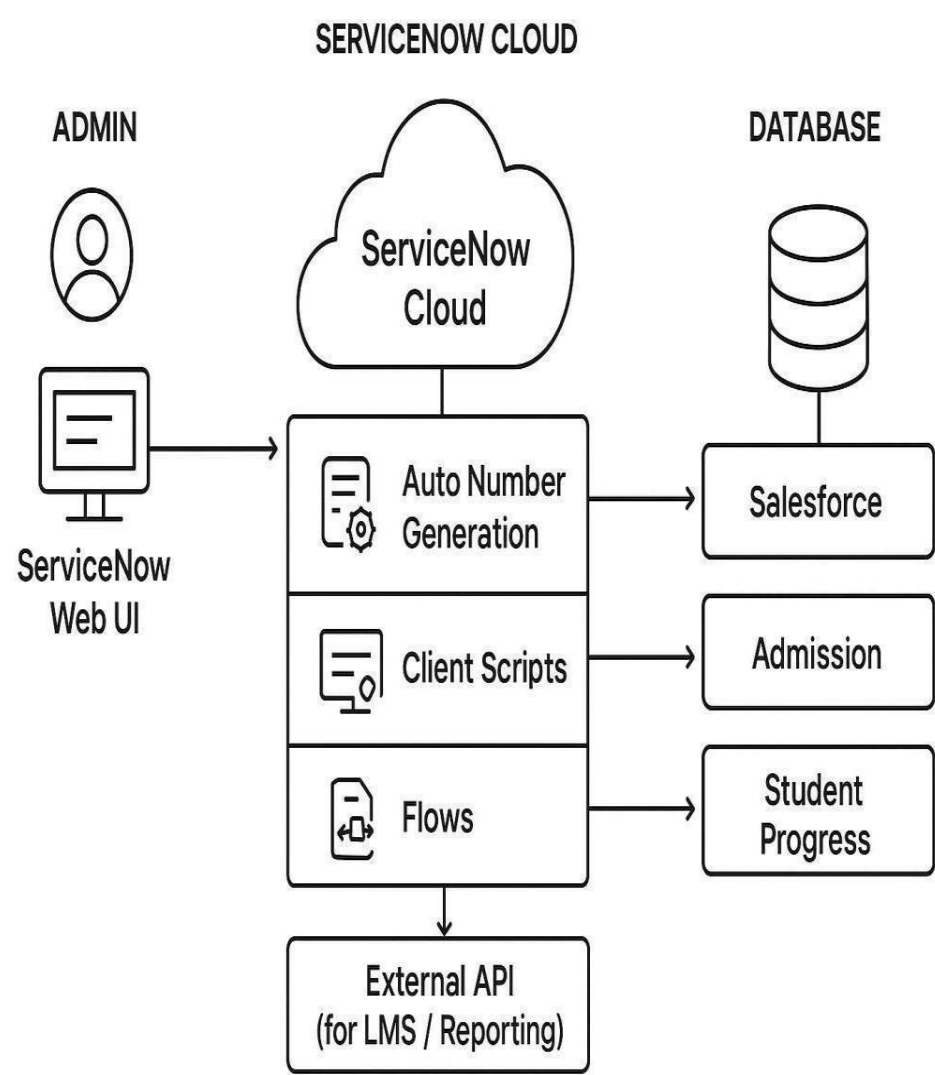 SERVICENOW CLOUD
ADMIN
DATABASE
ServiceNow
Cloud
ServiceNow
Web UI
Auto Number
Generation
Client Scripts
Flows
Salesforce
Admission
Student
Progress
External API
(for LMS / Reporting)